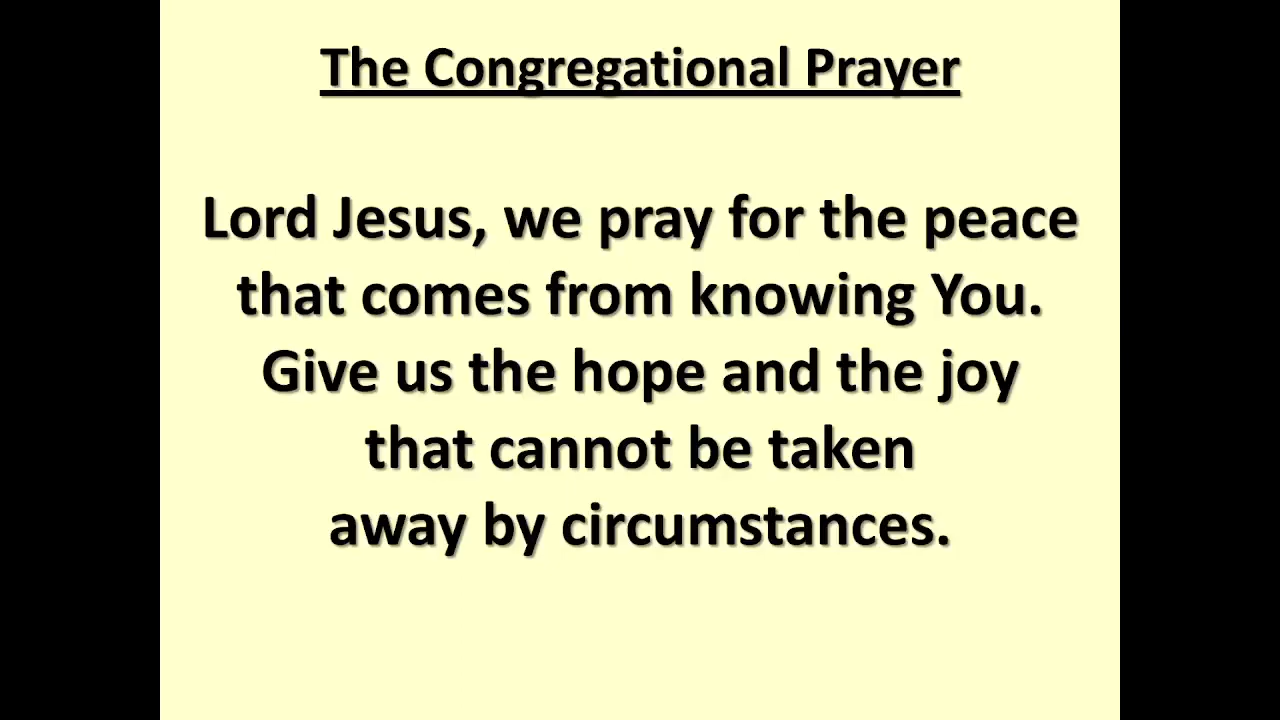 The Congregational Prayer
Lord Jesus, we pray for the peace
that comes from knowing You.
Give us the hope and the joy
that cannot be taken
away by circumstances.